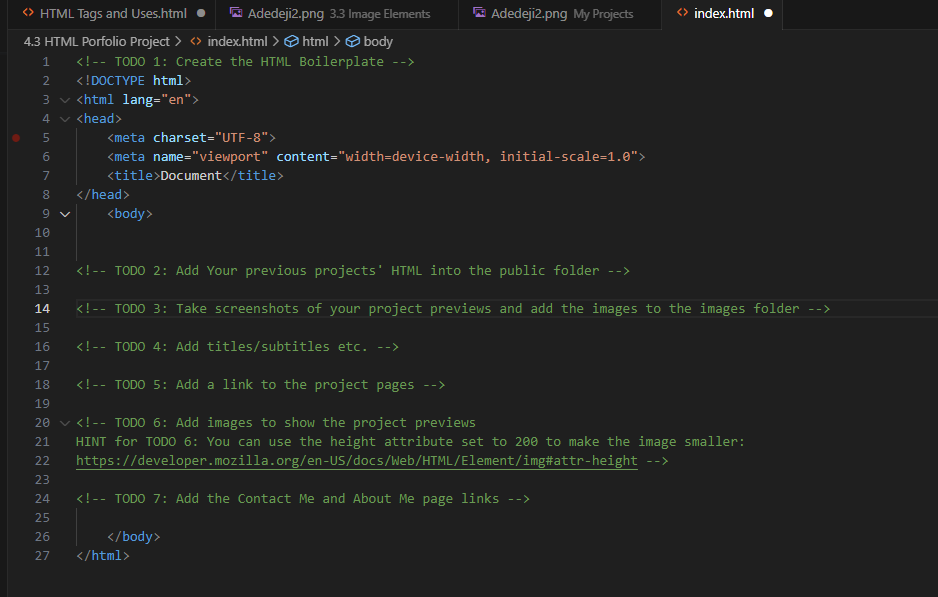 HTML Tags and Uses.html
Adedeji2.png 3.3 Image Elements
Adedeji2.png My Projects
index.html
4.3 HTML Porfolio Project > index.html > html > body
1 <!-- TODO 1: Create the HTML Boilerplate -->
2 <!DOCTYPE html>
3 <html lang="en">
4 <head>
5 <meta charset="UTF-8">
6 <meta name="viewport" content="width=device-width, initial-scale=1.0">
7 <title>Document</title>
8 </head>
9 <body>
10
11
12 <!-- TODO 2: Add Your previous projects' HTML into the public folder -->
13
14 <!-- TODO 3: Take screenshots of your project previews and add the images to the images folder -->
15
16 <!-- TODO 4: Add titles/subtitles etc. -->
17
18 <!-- TODO 5: Add a link to the project pages -->
19
20 <!-- TODO 6: Add images to show the project previews
21 HINT for TODO 6: You can use the height attribute set to 200 to make the image smaller:
22 https://developer.mozilla.org/en-US/docs/Web/HTML/Element/img#attr-height -->
23
24 <!-- TODO 7: Add the Contact Me and About Me page links -->
25
26 </body>
27 </html>